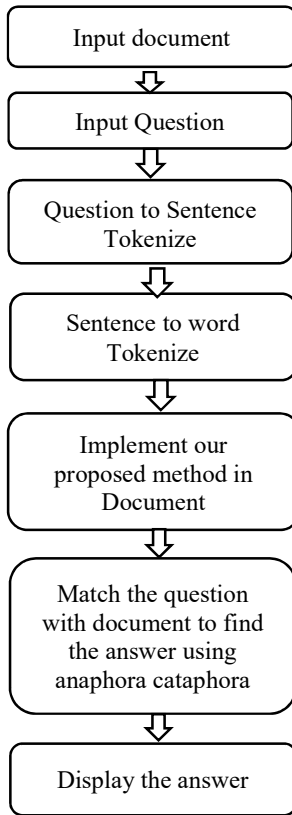 Input document
Input Question
Question to Sentence
Tokenize
Sentence to word
Tokenize
Implement our
proposed method in
Document
Match the question
with document to find
the answer using
anaphora cataphora
Display the answer